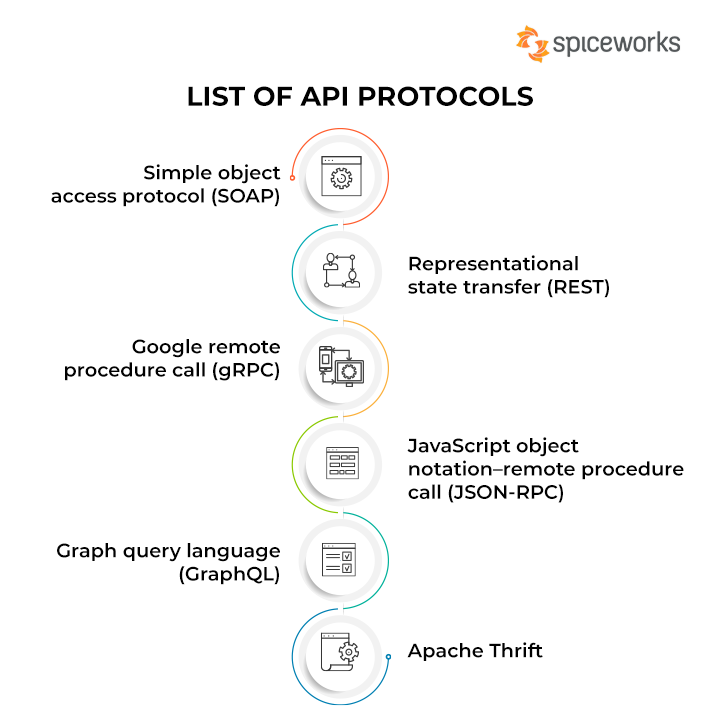 spiceworks
LIST OF API PROTOCOLS
Simple object
access protocol (SOAP)
Representational
state transfer (REST)
Google remote
procedure call (gRPC)
JavaScript object
notation–remote procedure
call (JSON-RPC)
Graph query language
(GraphQL)
Apache Thrift